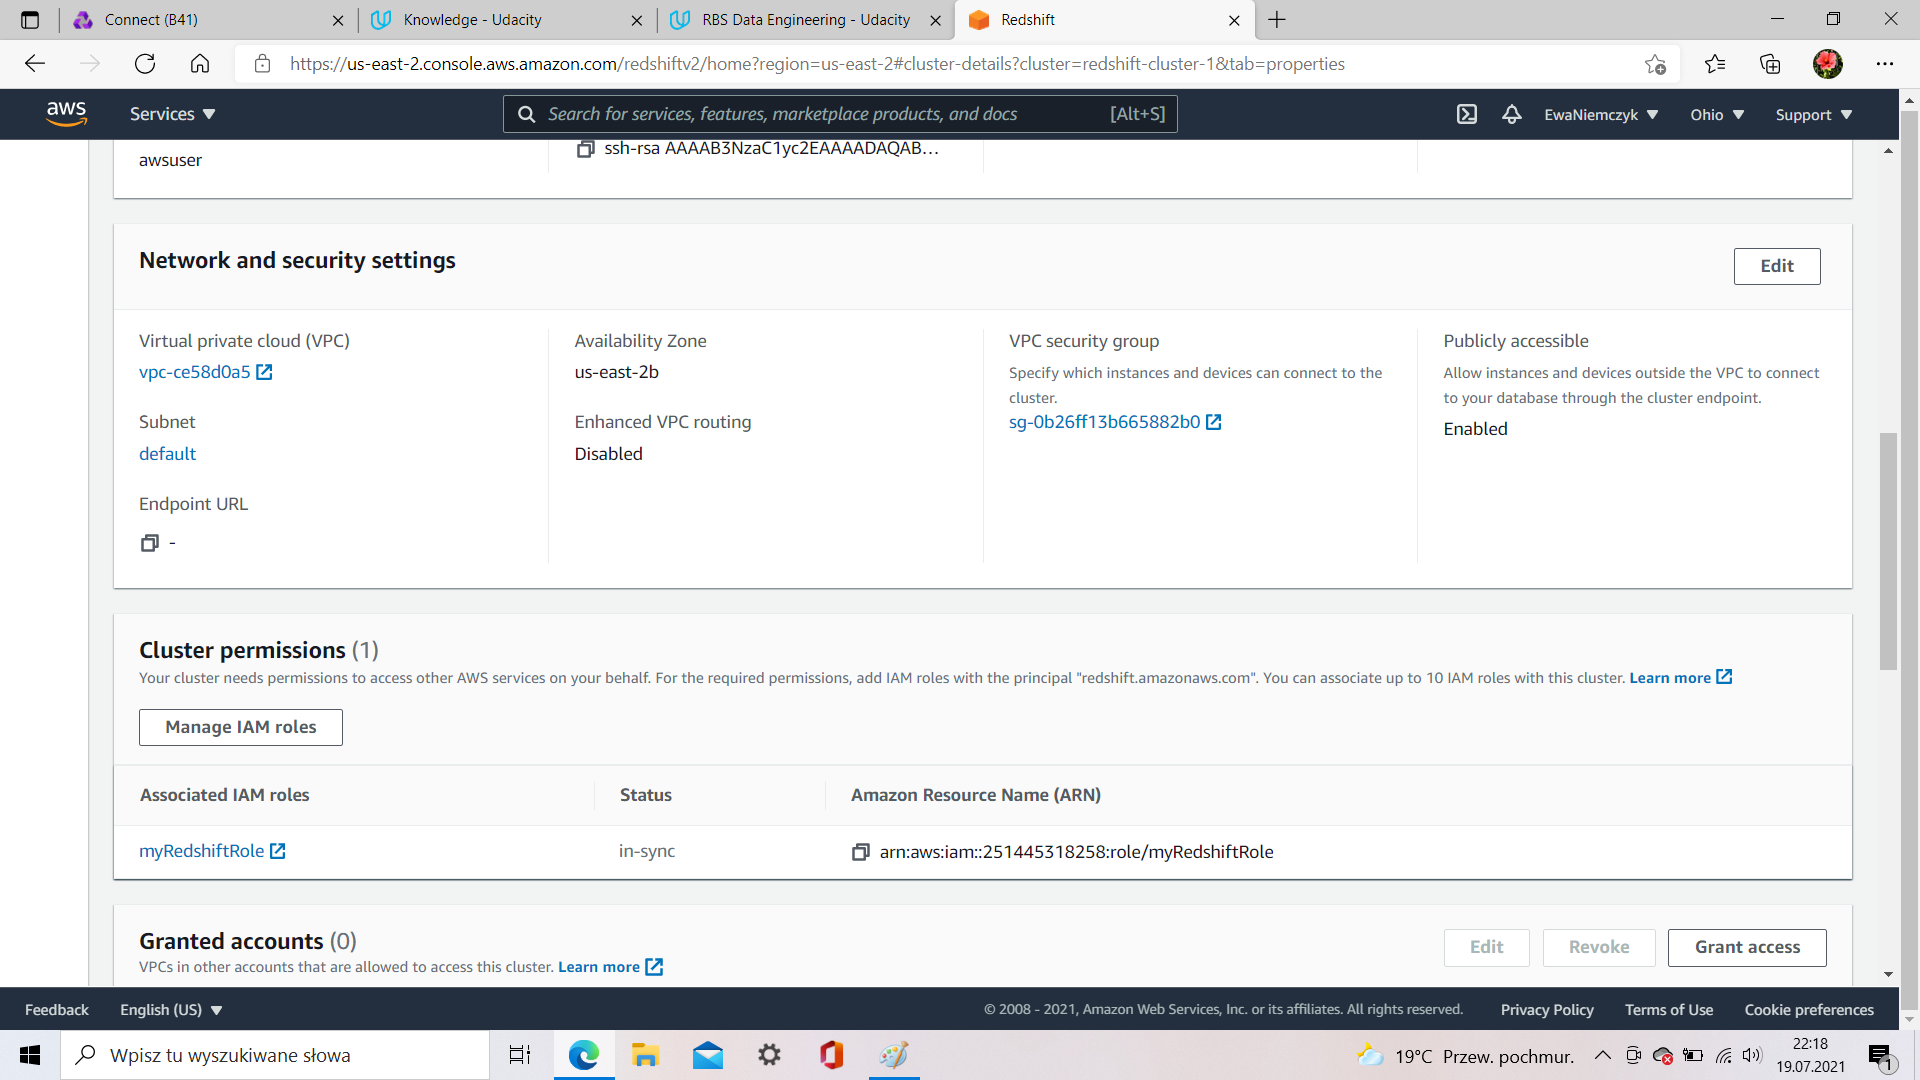 Connect (B41)
Knowledge - Udacity
RBS Data Engineering - Udacity
Redshift
https://us-east-2.console.aws.amazon.com/redshiftv2/home?region=us-east-2#cluster-details?cluster=redshift-cluster-1&tab=properties
aws
Services
Search for services, features, marketplace products, and docs
[Alt+S]
EwaNiemczyk
Ohio
Support
awsuser
ssh-rsa AAAAB3NzaC1yc2EAAAADAQAB...
Network and security settings
Edit
Virtual private cloud (VPC)
vpc-ce58d0a5
Subnet
default
Endpoint URL
-
Availability Zone
us-east-2b
Enhanced VPC routing
Disabled
VPC security group
Specify which instances and devices can connect to the
cluster.
sg-0b26ff13b665882b0
Publicly accessible
Allow instances and devices outside the VPC to connect
to your database through the cluster endpoint.
Enabled
Cluster permissions (1)
Your cluster needs permissions to access other AWS services on your behalf. For the required permissions, add IAM roles with the principal "redshift.amazonaws.com". You can associate up to 10 IAM roles with this cluster. Learn more
Manage IAM roles
Associated IAM roles
Status
Amazon Resource Name (ARN)
myRedshiftRole
in-sync
arn:aws:iam::251445318258:role/myRedshiftRole
Granted accounts (0)
VPCs in other accounts that are allowed to access this cluster. Learn more
Edit
Revoke
Grant access
Feedback
English (US)
© 2008 - 2021, Amazon Web Services, Inc. or its affiliates. All rights reserved.
Privacy Policy
Terms of Use
Cookie preferences
Wpisz tu wyszukiwane słowa
19°C Przew. pochmur.
22:18
19.07.2021
1